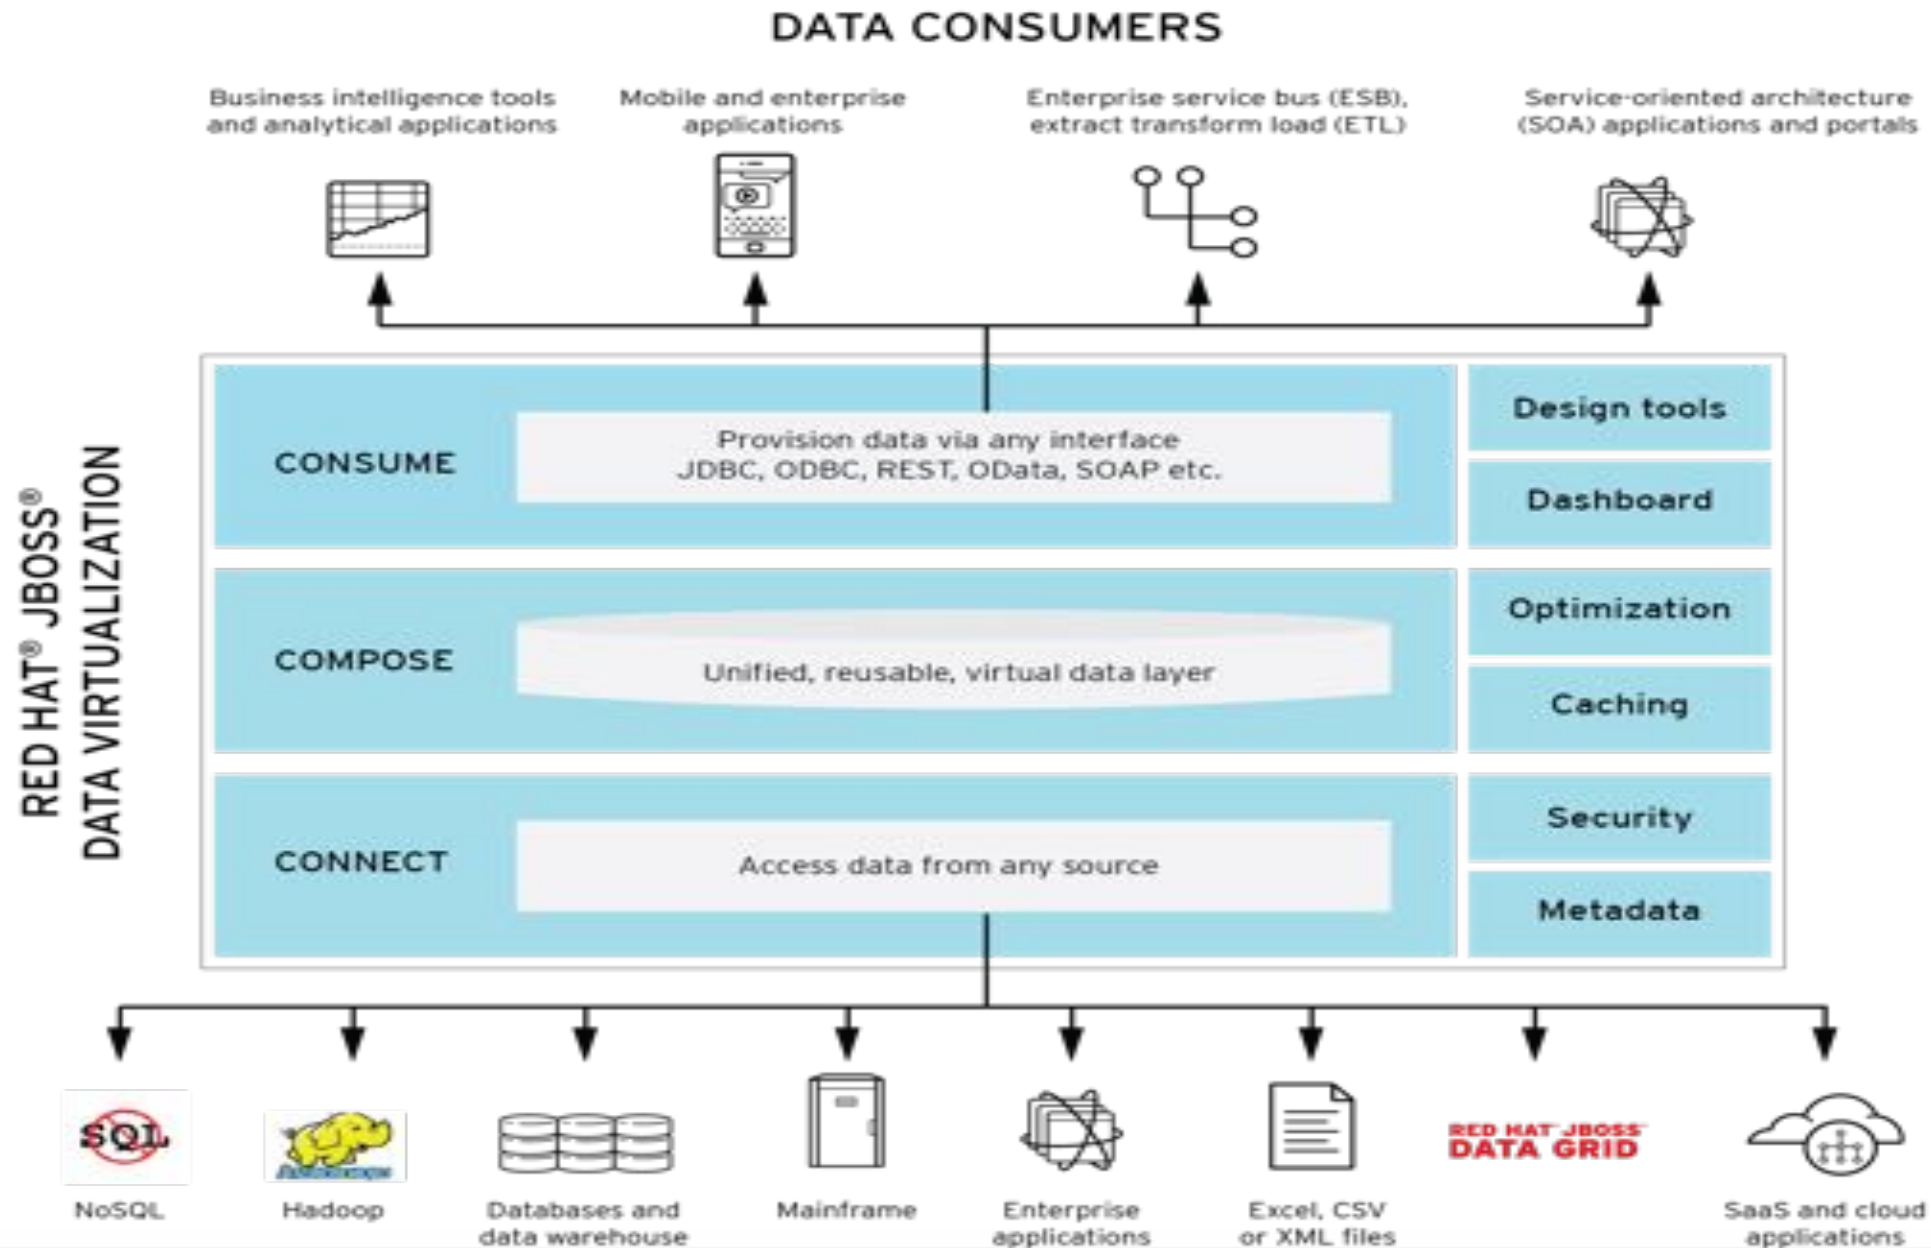 DATA CONSUMERS
Business intelligence tools
and analytical applications
Mobile and enterprise
applications
Enterprise service bus (ESB),
extract transform load (ETL)
Service-oriented architecture
(SOA) applications and portals
RED HAT® JBOSS®
DATA VIRTUALIZATION
CONSUME
Provision data via any interface
JDBC, ODBC, REST, OData, SOAP etc.
Design tools
Dashboard
COMPOSE
Unified, reusable, virtual data layer
Optimization
Caching
CONNECT
Access data from any source
Security
Metadata
SQL
NoSQL
Hadoop
Databases and
data warehouse
Mainframe
Enterprise
applications
Excel, CSV
or XML files
RED HAT JBOSS
DATA GRID
SaaS and cloud
applications